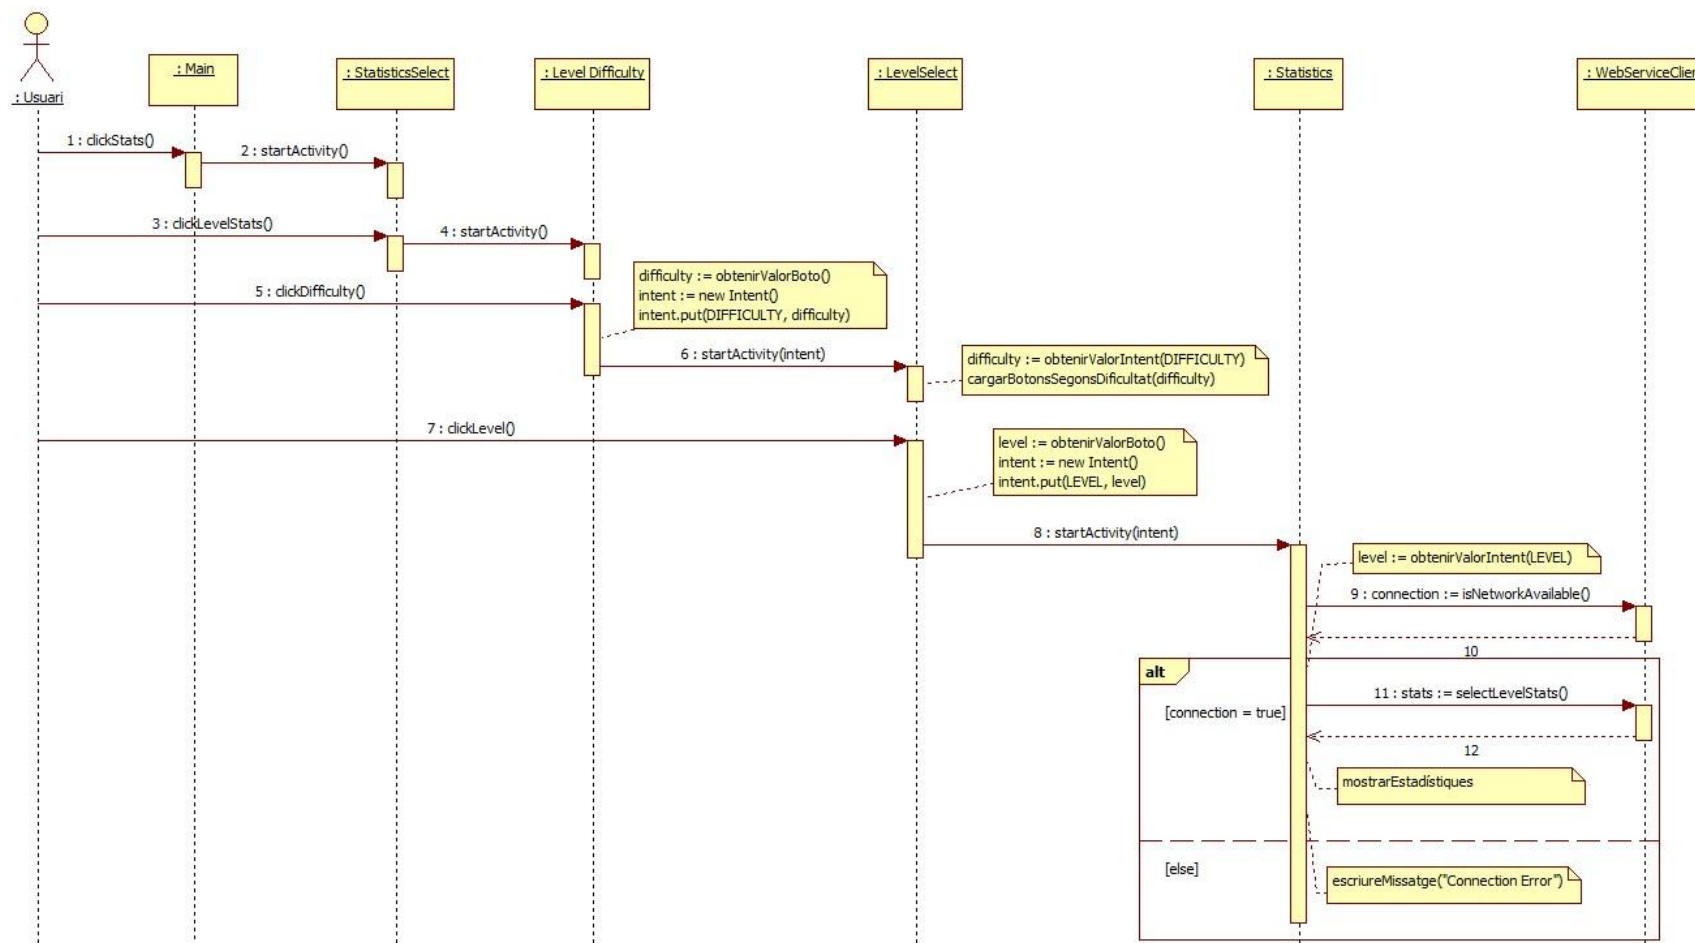 : Usuari
: Main
: StatisticsSelect
: Level Difficulty
: LevelSelect
: Statistics
: WebServiceClien
1 : clickStats()
2 : startActivity()
3 : clickLevelStats()
4 : startActivity()
5 : clickDifficulty()
difficulty := obtenirValorBoto()
intent := new Intent()
intent.put(DIFFICULTY, difficulty)
6 : startActivity(intent)
difficulty := obtenirValorIntent(DIFFICULTY)
cargarBotonsSegonsDificultat(difficulty)
7 : clickLevel()
level := obtenirValorBoto()
intent := new Intent()
intent.put(LEVEL, level)
8 : startActivity(intent)
level := obtenirValorIntent(LEVEL)
9 : connection := isNetworkAvailable()
10
alt
11 : stats := selectLevelStats()
[connection = true]
12
mostrarEstadístiques
[else]
escriureMissatge("Connection Error")